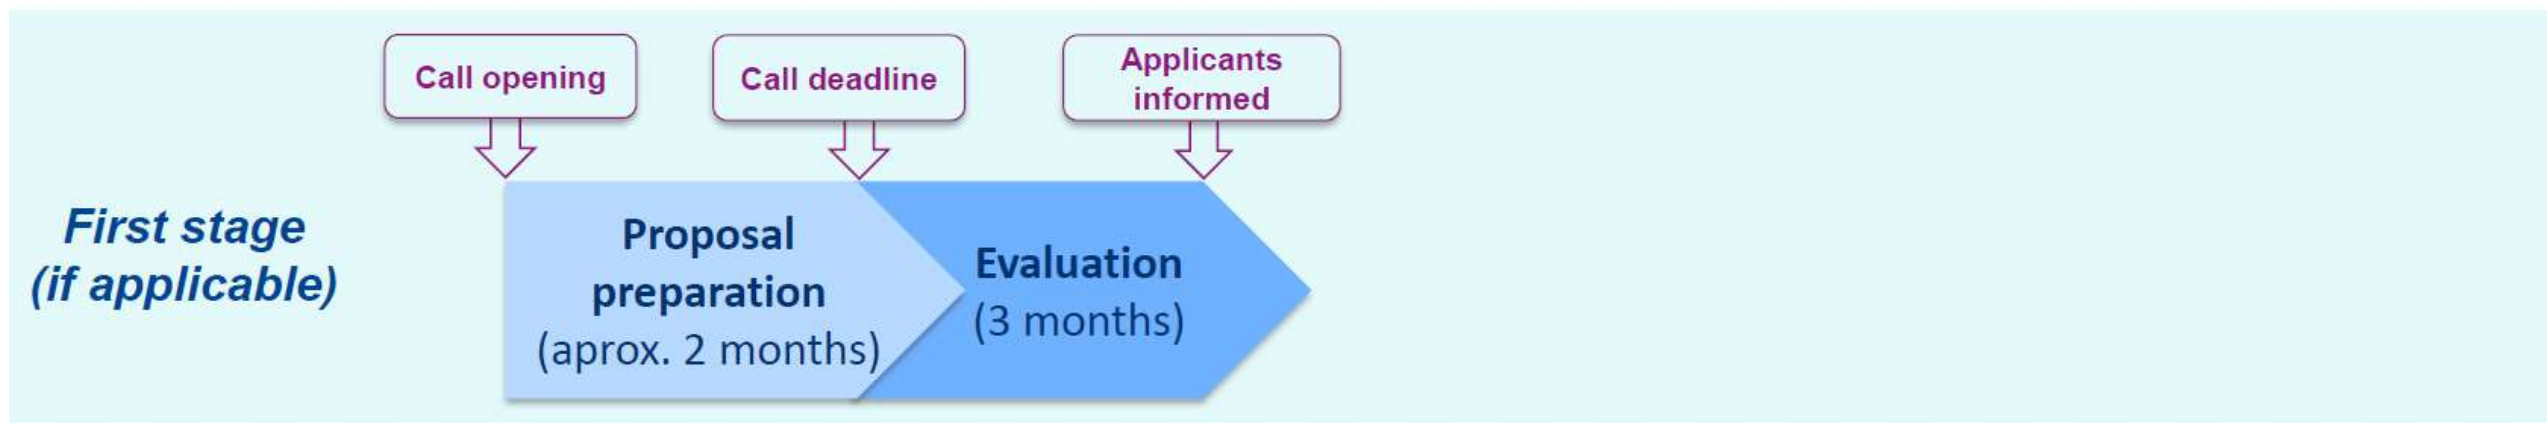 Call opening
Call deadline
Applicants
informed
First stage
(if applicable)
Proposal
preparation
(aprox. 2 months)
Evaluation
(3 months)